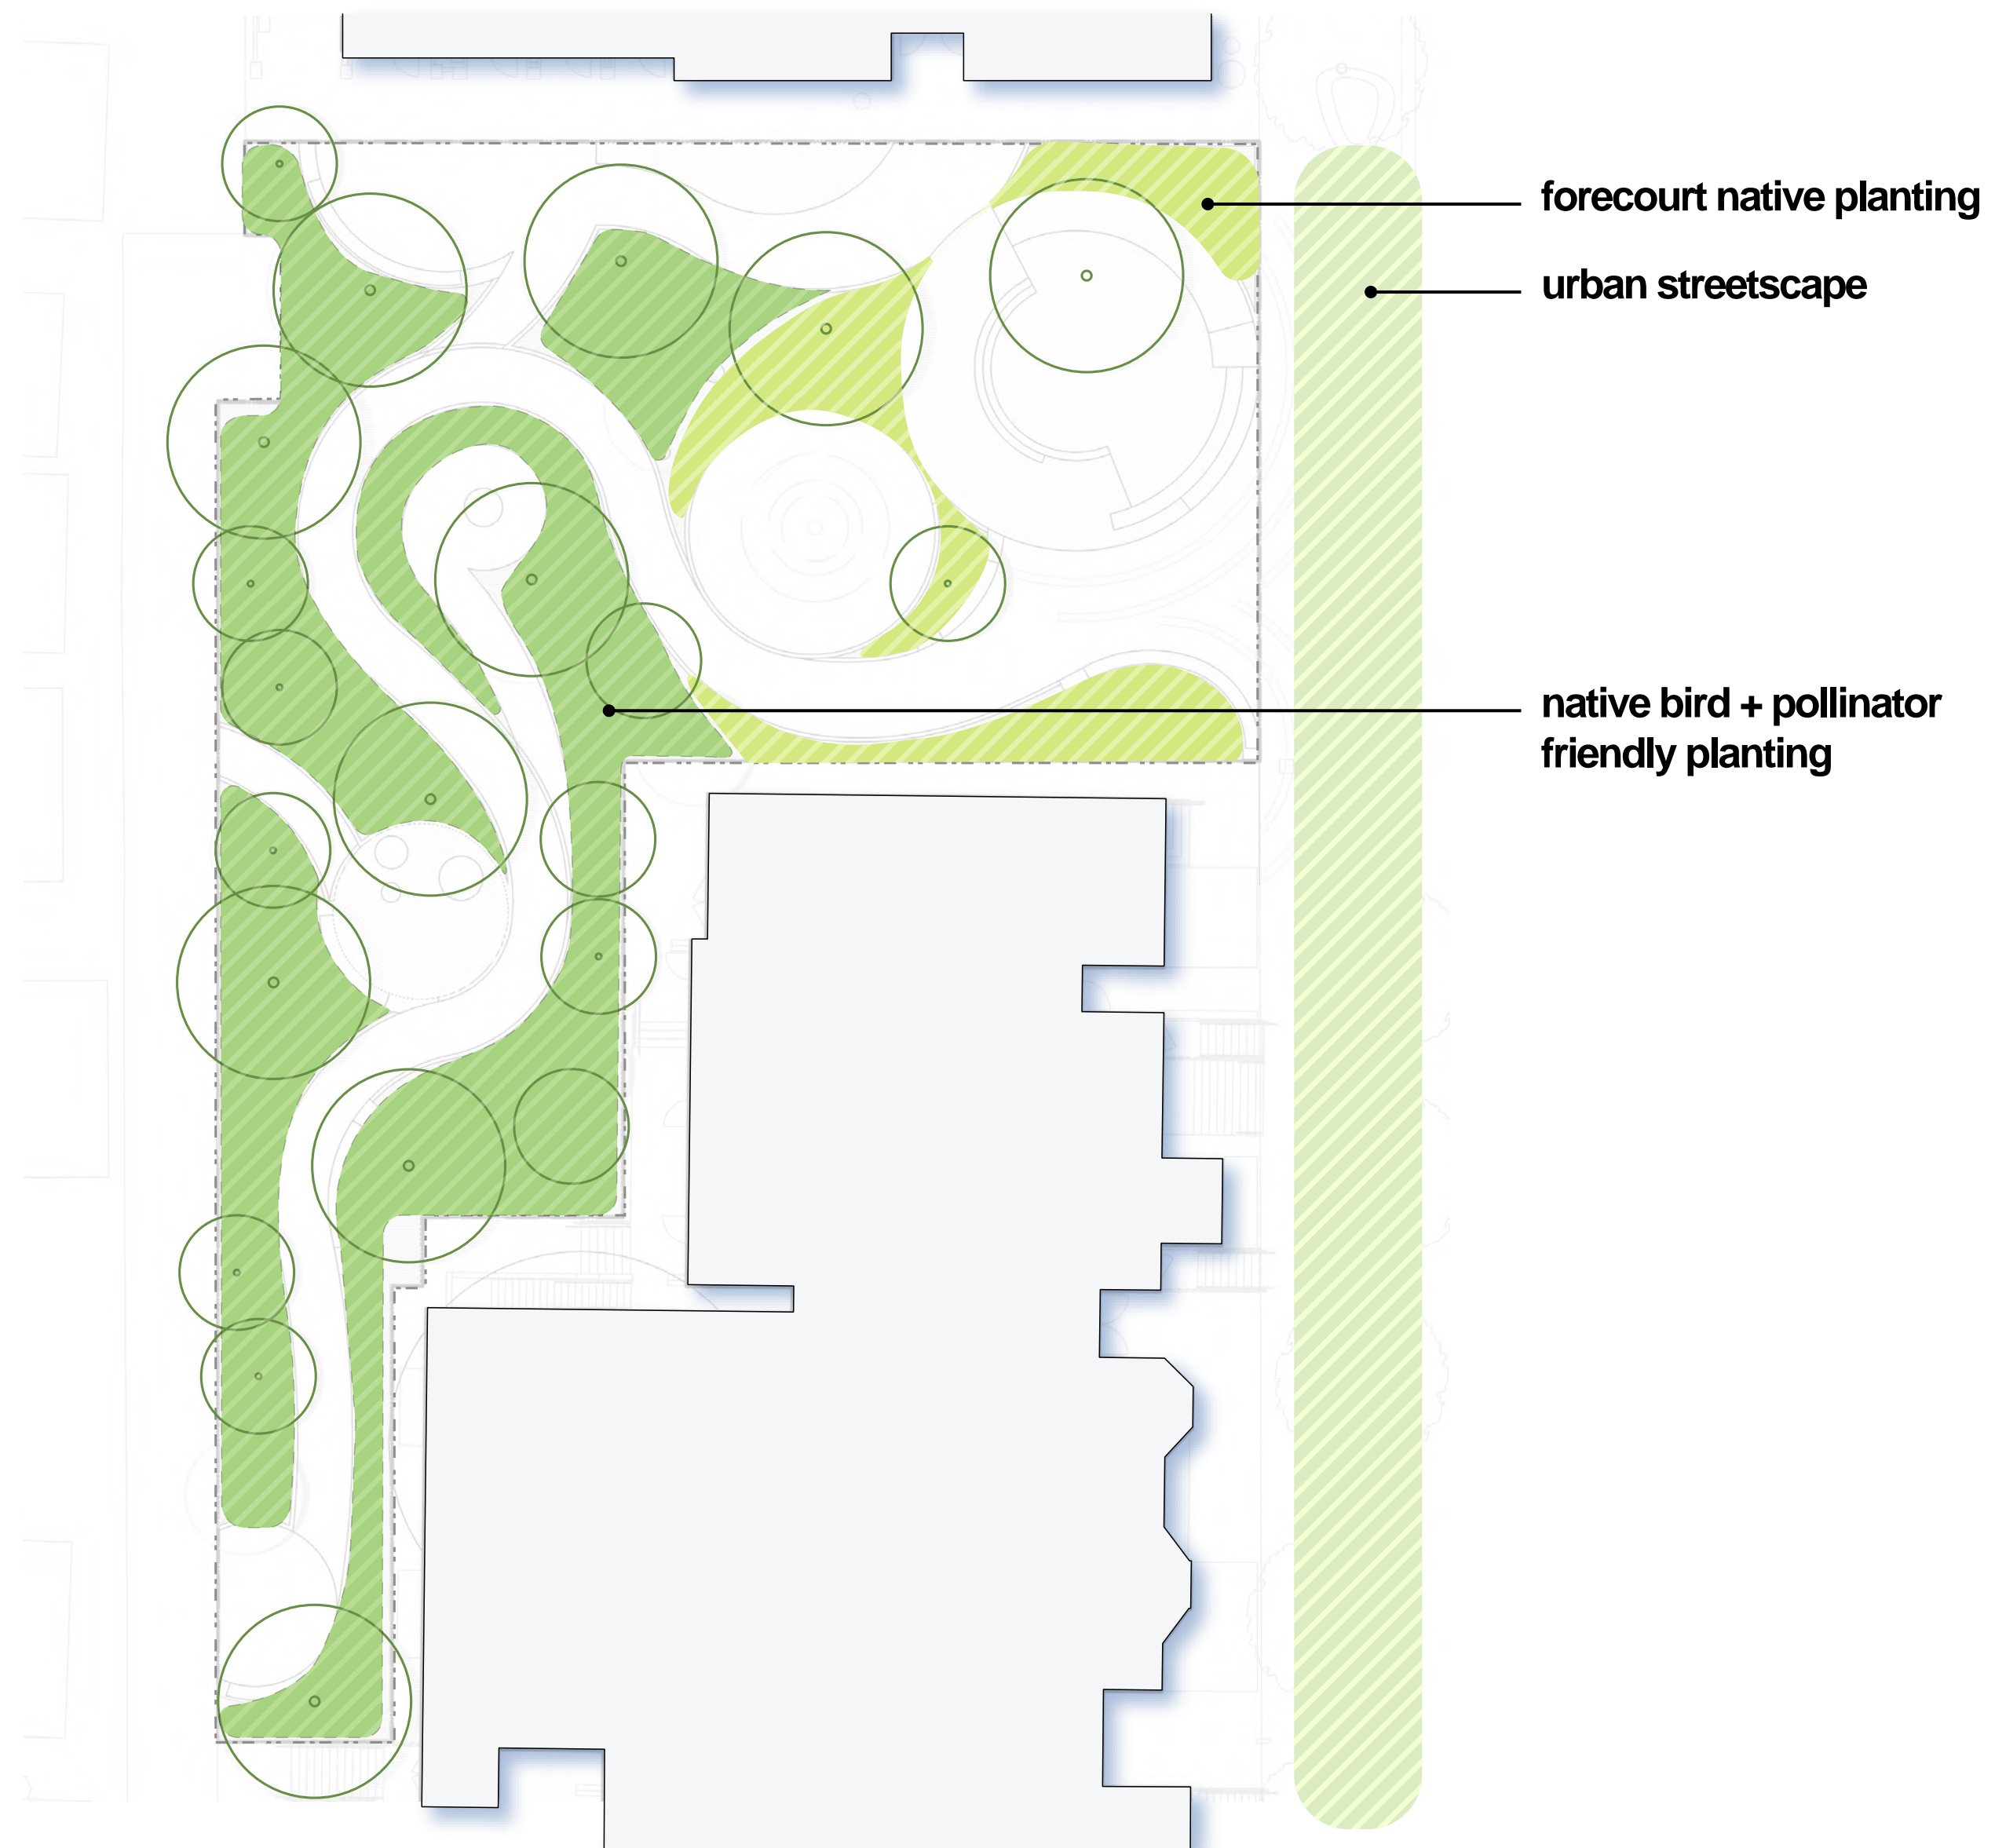 forecourt native planting
urban streetscape
native bird + pollinator
friendly planting